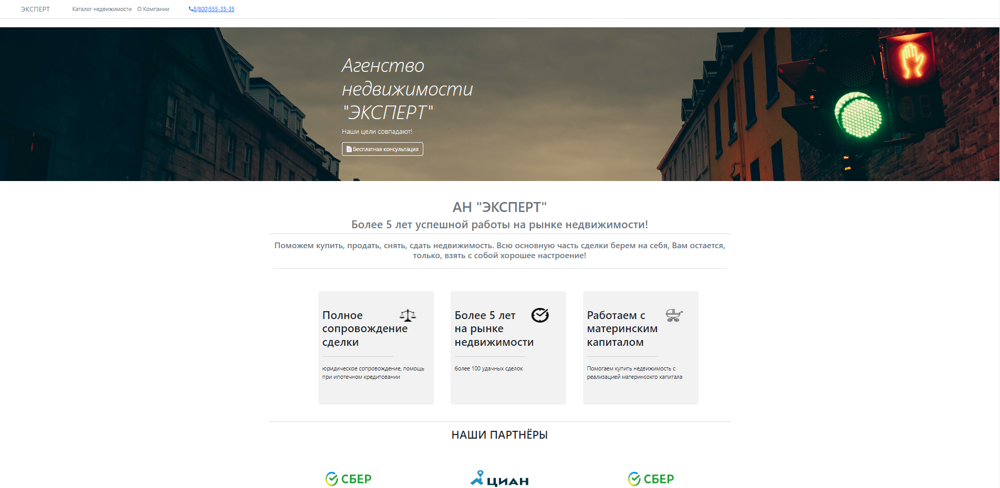 ЭКСПЕРТ Каталог недвижимости О Компании 8(800)555-35-35
Агенство
недвижимости
"ЭКСПЕРТ"
Наши цели совпадают!
Бесплатная консультация
АН "ЭКСПЕРТ"
Более 5 лет успешной работы на рынке недвижимости!
Поможем купить, продать, снять, сдать недвижимость. Всю основную часть сделки берем на себя, Вам остается,
только, взять с собой хорошее настроение!
Полное
сопровождение
сделки
юридическое сопровождение, помощь
при ипотечном кредитовании
Более 5 лет
на рынке
недвижимости
более 100 удачных сделок
Работаем с
материнским
капиталом
Помогаем купить недвижимость с
реализацией материнсокго капитала
НАШИ ПАРТНЁРЫ
СБЕР ЦИАН СБЕР